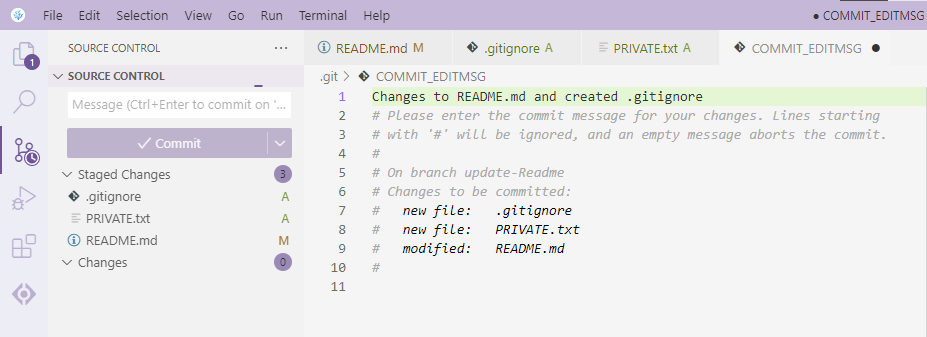 File Edit Selection View Go Run Terminal Help ● COMMIT_EDITMSG
SOURCE CONTROL ...
README.md M .gitignore A PRIVATE.txt A COMMIT_EDITMSG ●
1
SOURCE CONTROL
.git > COMMIT_EDITMSG
Message (Ctrl+Enter to commit on '...
Commit
Staged Changes 3
.gitignore A
PRIVATE.txt A
README.md M
Changes 0
1 Changes to README.md and created .gitignore
2 # Please enter the commit message for your changes. Lines starting
3 # with '#' will be ignored, and an empty message aborts the commit.
4 #
5 # On branch update-Readme
6 # Changes to be committed:
7 # new file: .gitignore
8 # new file: PRIVATE.txt
9 # modified: README.md
10 #
11